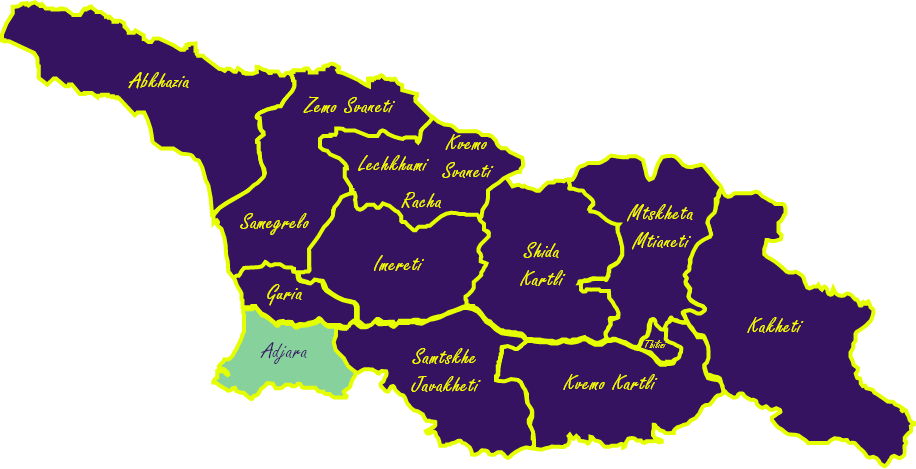 Abkhazia
Zemo Svaneti
Kvemo
Svaneti
Lechkhumi
Racha
Samegrelo
Mtskheta
Mtianeti
Imereti
Shida
Kartli
Guria
Kakheti
Tbilisi
Adjara
Samtskhe
Javakheti
Kvemo Kartli